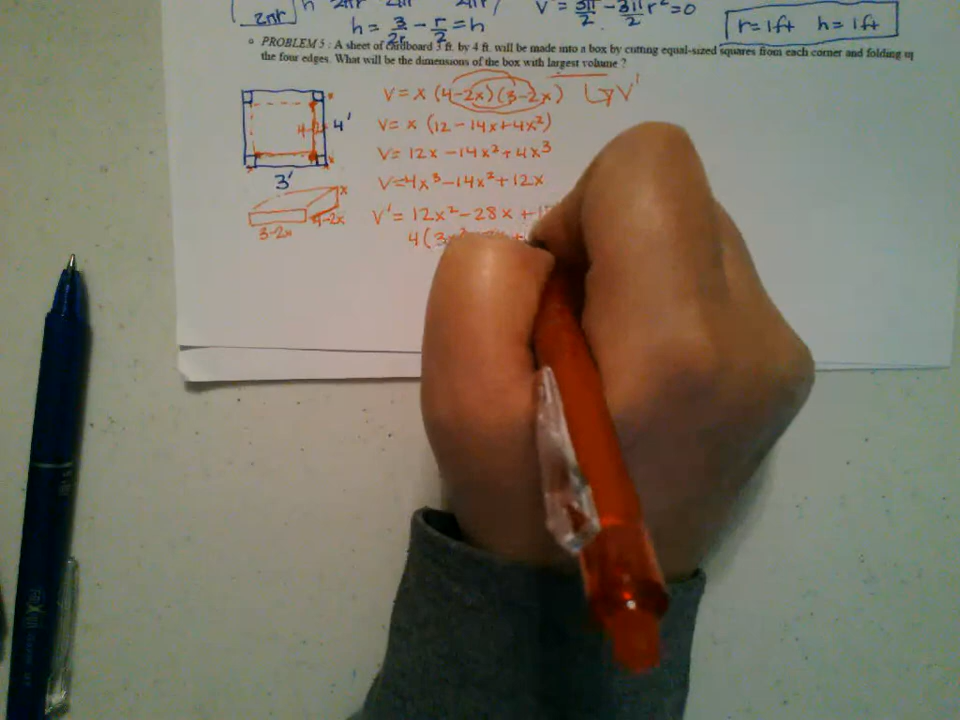 h = 3/2r - r/2 = h
V' = 3π/2 - 3π/2 r² = 0
r = 1ft h = 1ft
PROBLEM 5 : A sheet of cardboard 3 ft. by 4 ft. will be made into a box by cutting equal-sized squares from each corner and folding up
the four edges. What will be the dimensions of the box with largest volume ?
V = x (4-2x)(3-2x) V'
V = x (12 - 14x + 4x²)
4'
V = 12x - 14x² + 4x³
3'
V = 4x³ - 14x² + 12x
x
V' = 12x² - 28x +
4-2x
3-2x
4(3x²